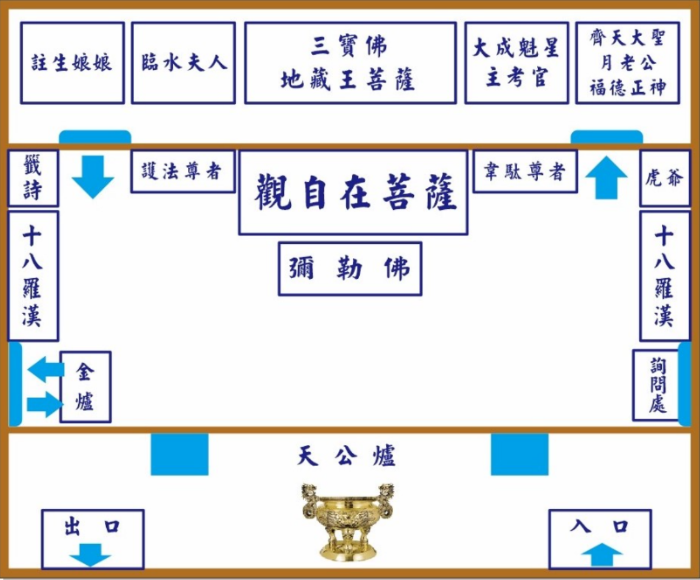 註生娘娘
臨水夫人
三寶佛
地藏王菩薩
大成魁星
主考官
齊天大聖
月老公
福德正神
籤詩
護法尊者
觀自在菩薩
韋駄尊者
虎爺
十八羅漢
彌勒佛
十八羅漢
金爐
詢問處
天公爐
出口
入口